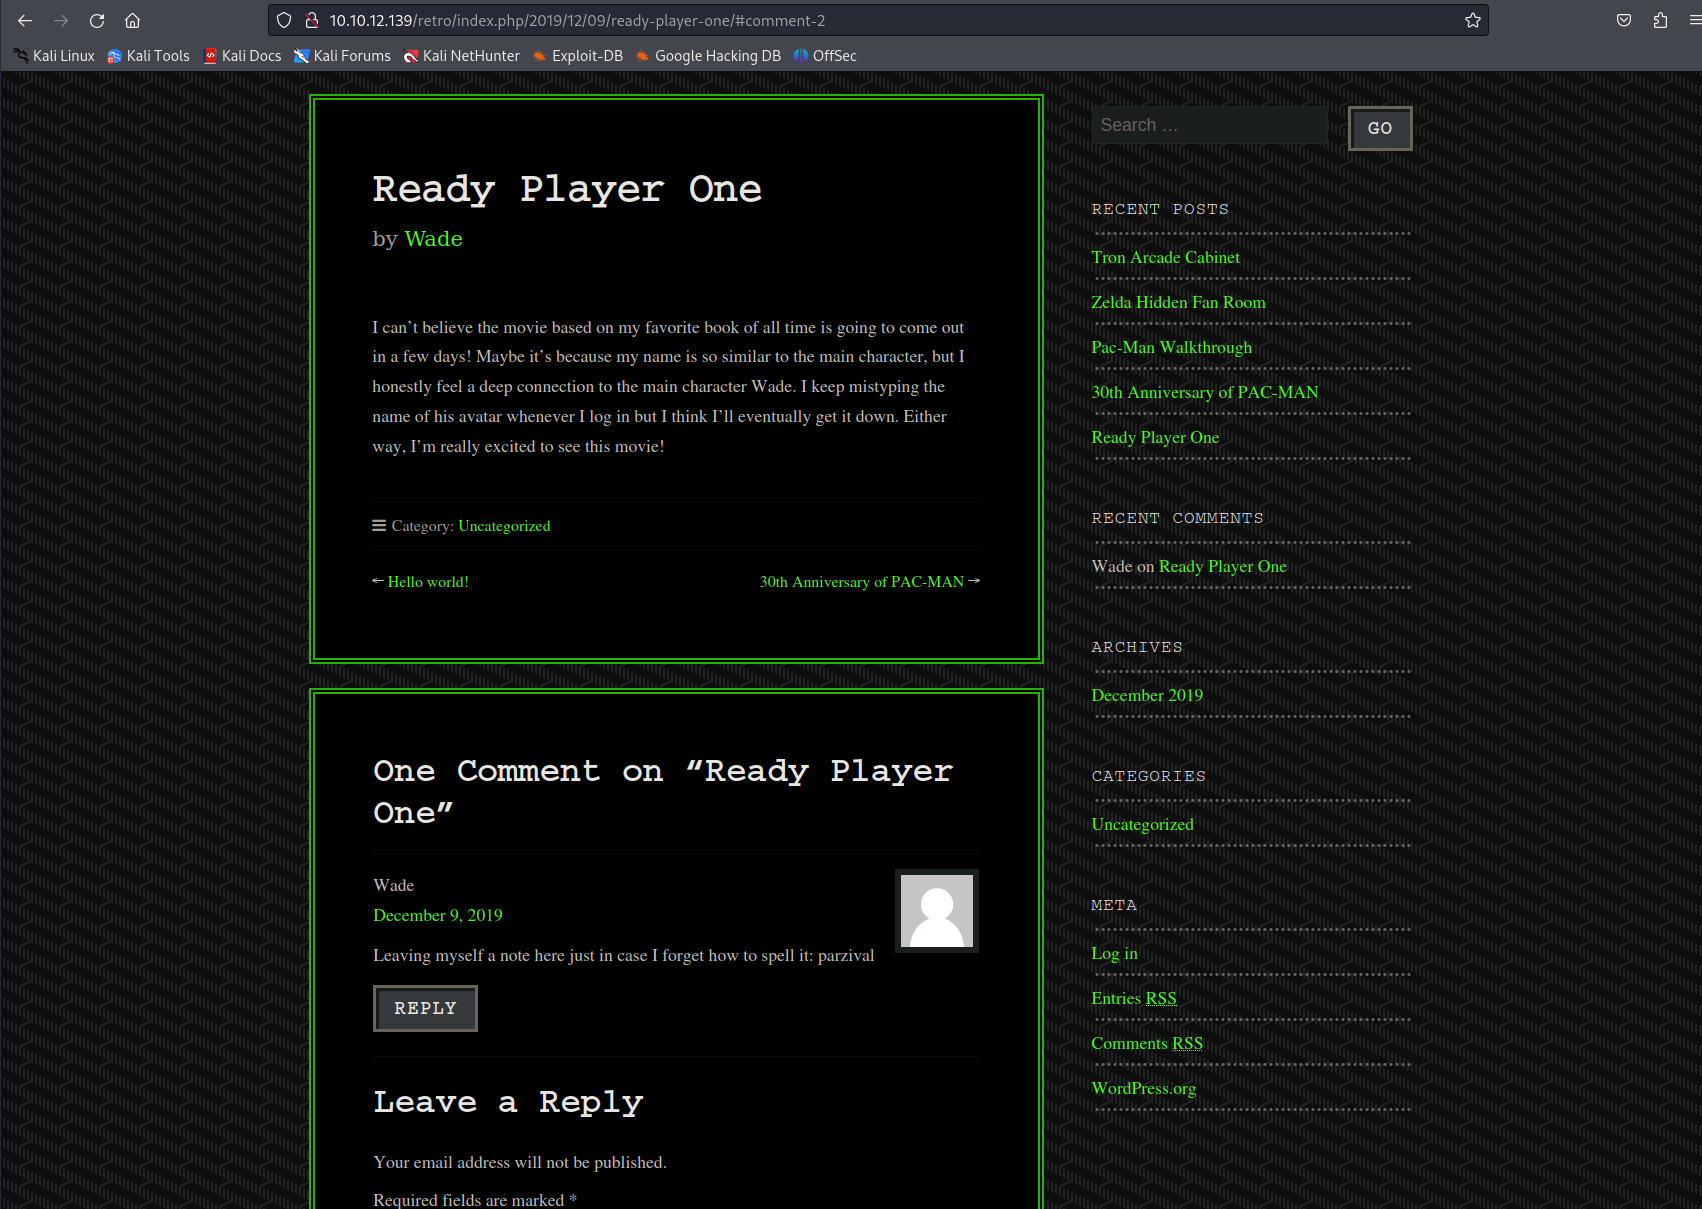 10.10.12.139/retro/index.php/2019/12/09/ready-player-one/#comment-2
Kali Linux Kali Tools Kali Docs Kali Forums Kali NetHunter Exploit-DB Google Hacking DB OffSec
Ready Player One
by Wade
I can’t believe the movie based on my favorite book of all time is going to come out
in a few days! Maybe it’s because my name is so similar to the main character, but I
honestly feel a deep connection to the main character Wade. I keep mistyping the
name of his avatar whenever I log in but I think I’ll eventually get it down. Either
way, I’m really excited to see this movie!
Category: Uncategorized
← Hello world!
30th Anniversary of PAC-MAN →
One Comment on “Ready Player
One”
Wade
December 9, 2019
Leaving myself a note here just in case I forget how to spell it: parzival
REPLY
Leave a Reply
Your email address will not be published.
Required fields are marked *
Search …
GO
RECENT POSTS
Tron Arcade Cabinet
Zelda Hidden Fan Room
Pac-Man Walkthrough
30th Anniversary of PAC-MAN
Ready Player One
RECENT COMMENTS
Wade on Ready Player One
ARCHIVES
December 2019
CATEGORIES
Uncategorized
META
Log in
Entries RSS
Comments RSS
WordPress.org